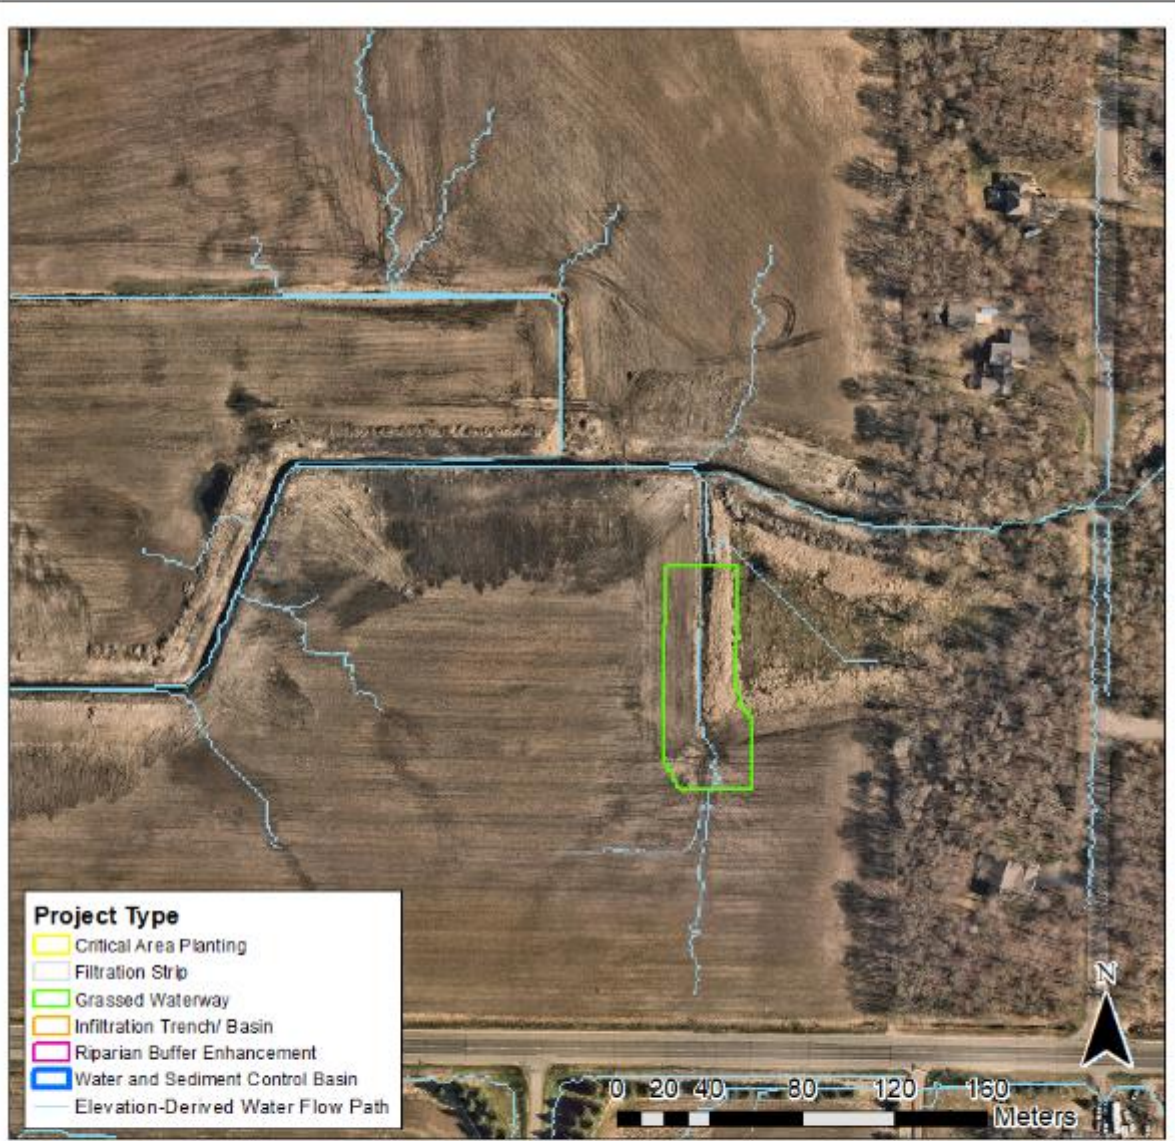 Project Type
Critical Area Planting
Filtration Strip
Grassed Waterway
Infiltration Trench/ Basin
Riparian Buffer Enhancement
Water and Sediment Control Basin
Elevation-Derived Water Flow Path
N
0 20 40 80 120 160
Meters